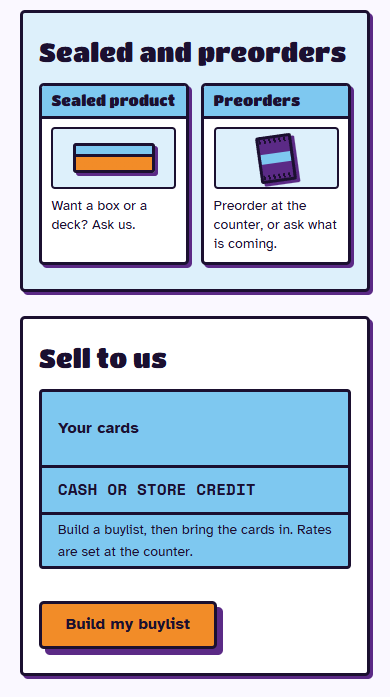 Sealed and preorders
Sealed product
Want a box or a
deck? Ask us.
Preorders
Preorder at the
counter, or ask what
is coming.
Sell to us
Your cards
CASH OR STORE CREDIT
Build a buylist, then bring the cards in. Rates
are set at the counter.
Build my buylist